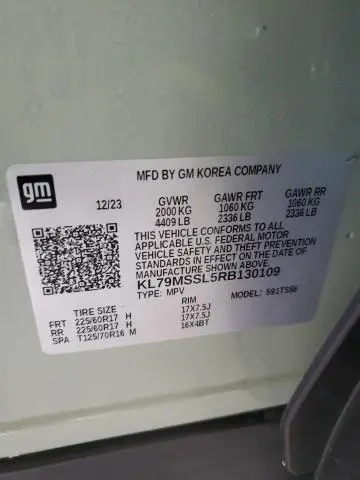 gm
MFD BY GM KOREA COMPANY
12/23 GVWR GAWR FRT GAWR RR
2000 KG 1060 KG 1060 KG
4409 LB 2336 LB 2336 LB
THIS VEHICLE CONFORMS TO ALL
APPLICABLE U.S. FEDERAL MOTOR
VEHICLE SAFETY AND THEFT PREVENTION
STANDARDS IN EFFECT ON THE DATE OF
MANUFACTURE SHOWN ABOVE.
KL79MSSL5RB130109
TYPE: MPV MODEL: 591TSS6
TIRE SIZE RIM
FRT 225/60R17 H 17X7.5J
RR 225/60R17 H 17X7.5J
SPA T125/70R16 M 16X4BT